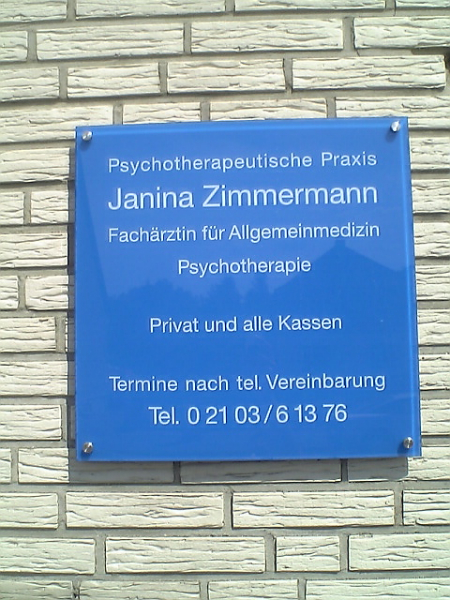 Psychotherapeutische Praxis
Janina Zimmermann
Fachärztin für Allgemeinmedizin
Psychotherapie
Privat und alle Kassen
Termine nach tel. Vereinbarung
Tel. 0 21 03 / 6 13 76